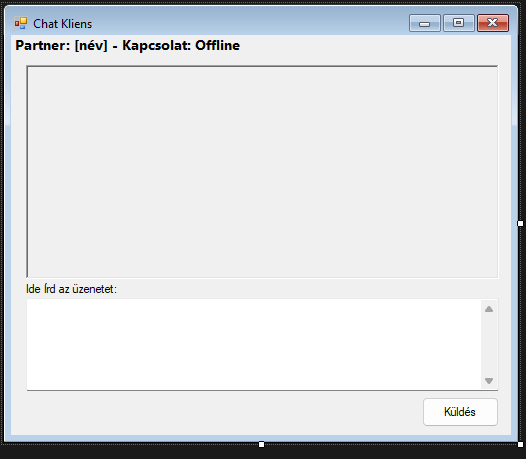 Chat Kliens
Partner: [név] - Kapcsolat: Offline
Ide Írd az üzenetet:
Küldés